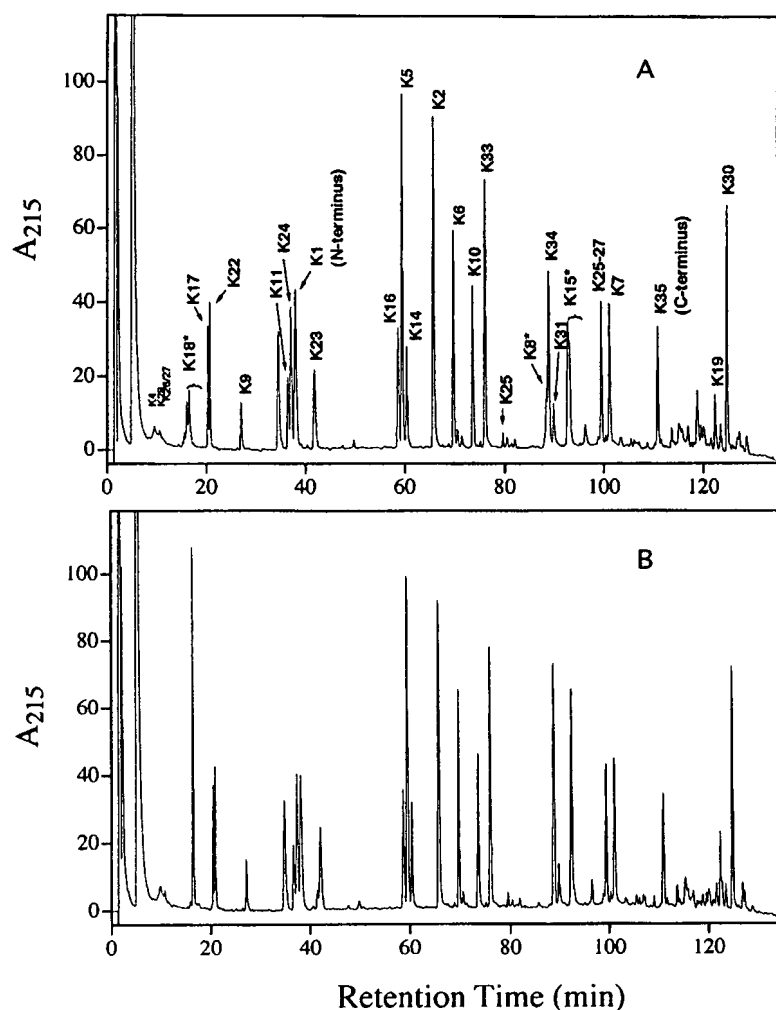 A
A215
100
80
60
40
20
0
K4
K28
K26/27
K18*
K17
K22
K9
K11
K24
K1
(N-terminus)
K23
K16
K5
K14
K2
K6
K10
K33
K25
K8*
K34
K31
K15*
K25-27
K7
K35
(C-terminus)
K19
K30
0 20 40 60 80 100 120
B
A215
100
80
60
40
20
0
0 20 40 60 80 100 120
Retention Time (min)